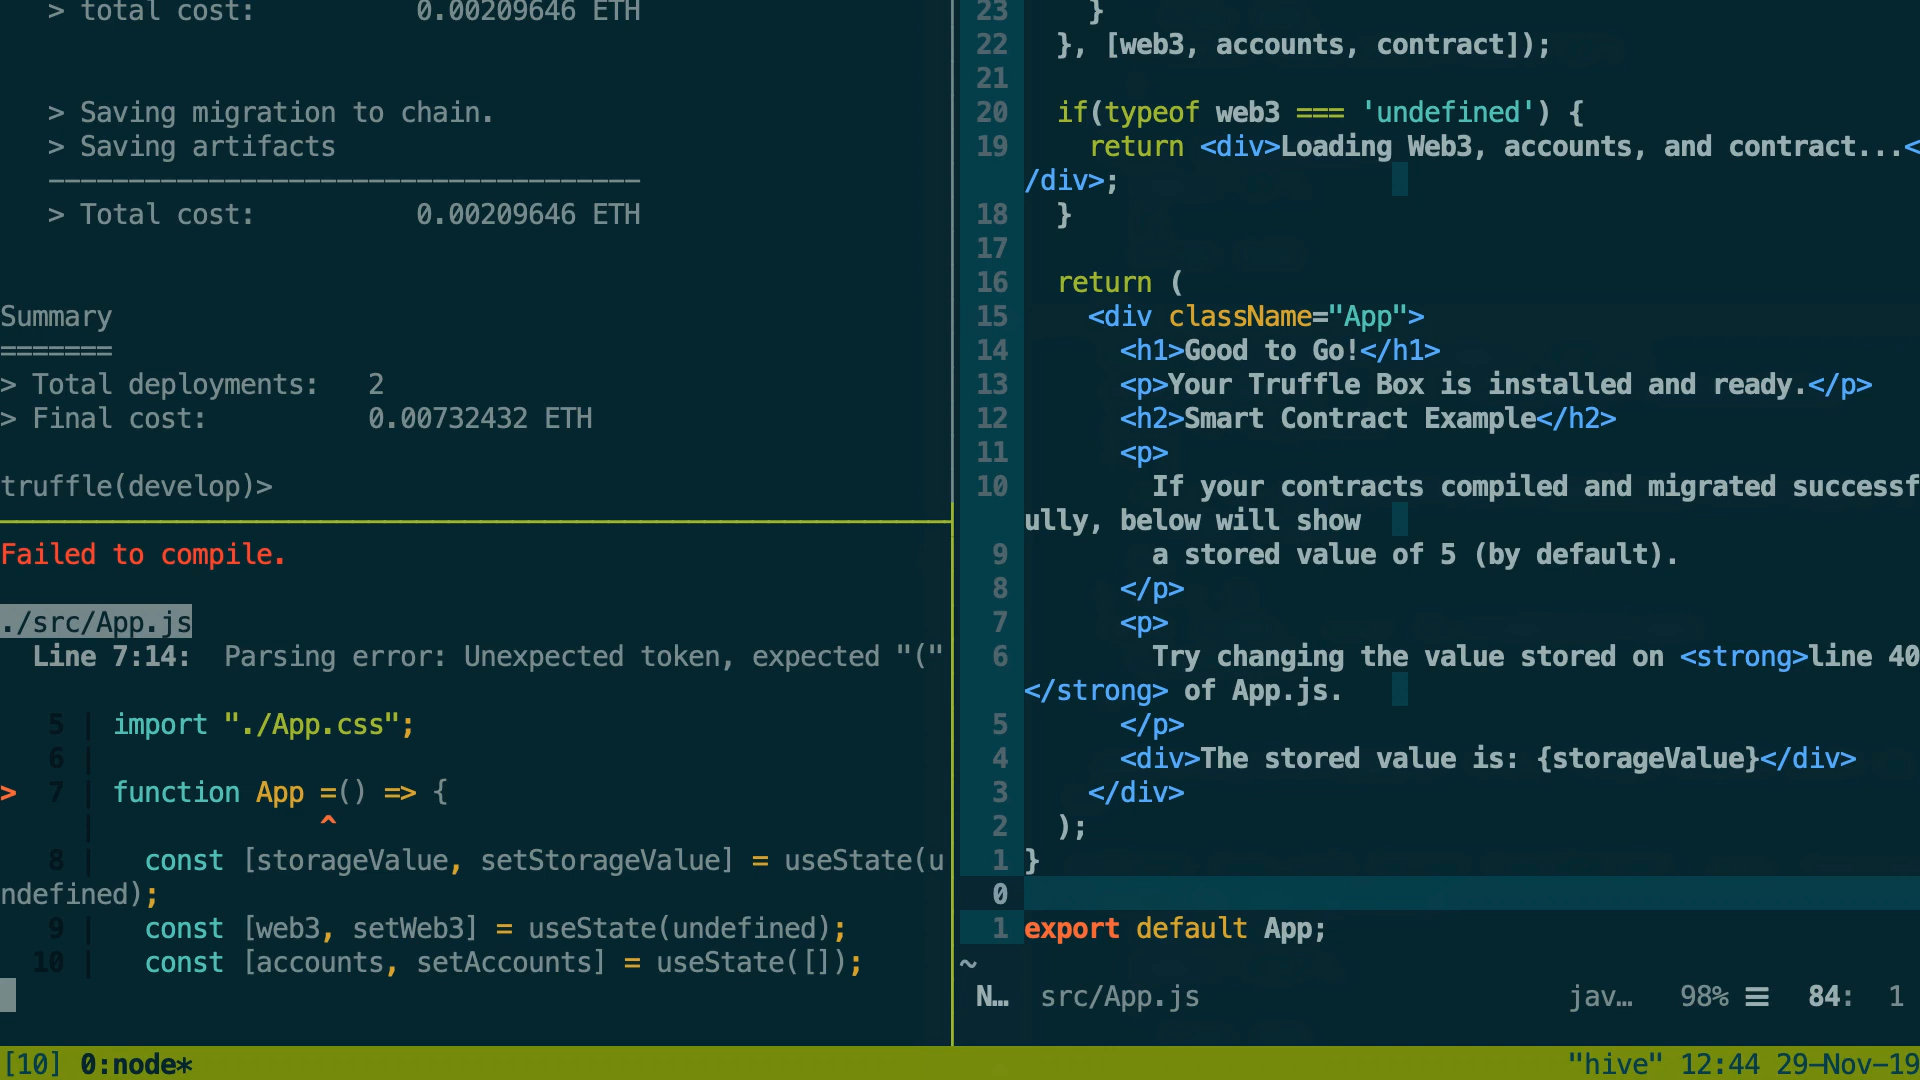 > total cost:          0.00209646 ETH
> Saving migration to chain.
> Saving artifacts
-------------------------------------
> Total cost:          0.00209646 ETH
Summary
=======
> Total deployments:   2
> Final cost:          0.00732432 ETH
truffle(develop)>
Failed to compile.
./src/App.js
Line 7:14:  Parsing error: Unexpected token, expected "("
5 | import "./App.css";
6 |
> 7 | function App =() => {
| ^
8 |   const [storageValue, setStorageValue] = useState(u
ndefined);
9 |   const [web3, setWeb3] = useState(undefined);
10 |   const [accounts, setAccounts] = useState([]);
23     }
22   }, [web3, accounts, contract]);
21
20   if(typeof web3 === 'undefined') {
19     return <div>Loading Web3, accounts, and contract...<
/div>;
18   }
17
16   return (
15     <div className="App">
14       <h1>Good to Go!</h1>
13       <p>Your Truffle Box is installed and ready.</p>
12       <h2>Smart Contract Example</h2>
11       <p>
10         If your contracts compiled and migrated successf
ully, below will show
9         a stored value of 5 (by default).
8       </p>
7       <p>
6         Try changing the value stored on <strong>line 40
</strong> of App.js.
5       </p>
4       <div>The stored value is: {storageValue}</div>
3     </div>
2   );
1 }
0
1 export default App;
~
N… src/App.js jav… 98% ☰ 84: 1
[10] 0:node* "hive" 12:44 29-Nov-19